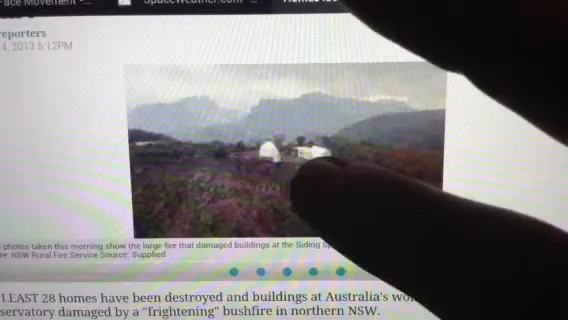 ace Movement -...
SpaceWeather.com
reporters
4, 2013 5:12PM
photos taken this morning show the large fire that damaged buildings at the Siding
re: NSW Rural Fire Service Source: Supplied
LEAST 28 homes have been destroyed and buildings at Australia's
servatory damaged by a "frightening" bushfire in northern NSW.